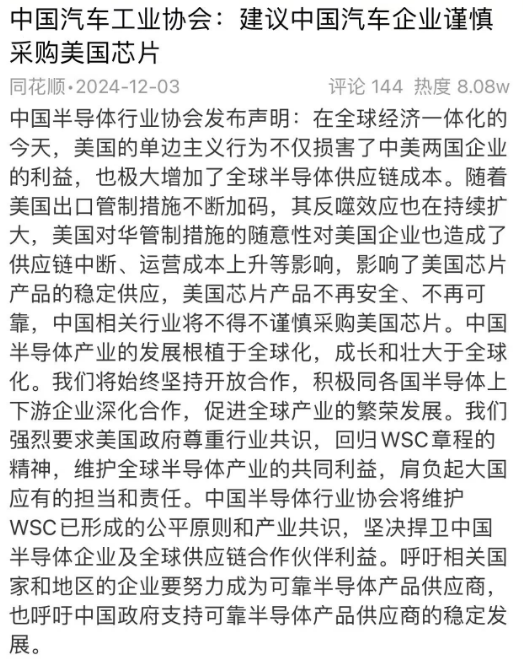 中国汽车工业协会：建议中国汽车企业谨慎
采购美国芯片
同花顺·2024-12-03 评论 144 热度 8.08w
中国半导体行业协会发布声明：在全球经济一体化的
今天，美国的单边主义行为不仅损害了中美两国企业
的利益，也极大增加了全球半导体供应链成本。随着
美国出口管制措施不断加码，其反噬效应也在持续扩
大，美国对华管制措施的随意性对美国企业也造成了
供应链中断、运营成本上升等影响，影响了美国芯片
产品的稳定供应，美国芯片产品不再安全、不再可
靠，中国相关行业将不得不谨慎采购美国芯片。中国
半导体产业的发展根植于全球化，成长和壮大于全球
化。我们将始终坚持开放合作，积极同各国半导体上
下游企业深化合作，促进全球产业的繁荣发展。我们
强烈要求美国政府尊重行业共识，回归WSC章程的
精神，维护全球半导体产业的共同利益，肩负起大国
应有的担当和责任。中国半导体行业协会将维护
WSC已形成的公平原则和产业共识，坚决捍卫中国
半导体企业及全球供应链合作伙伴利益。呼吁相关国
家和地区的企业要努力成为可靠半导体产品供应商，
也呼吁中国政府支持可靠半导体产品供应商的稳定发
展。